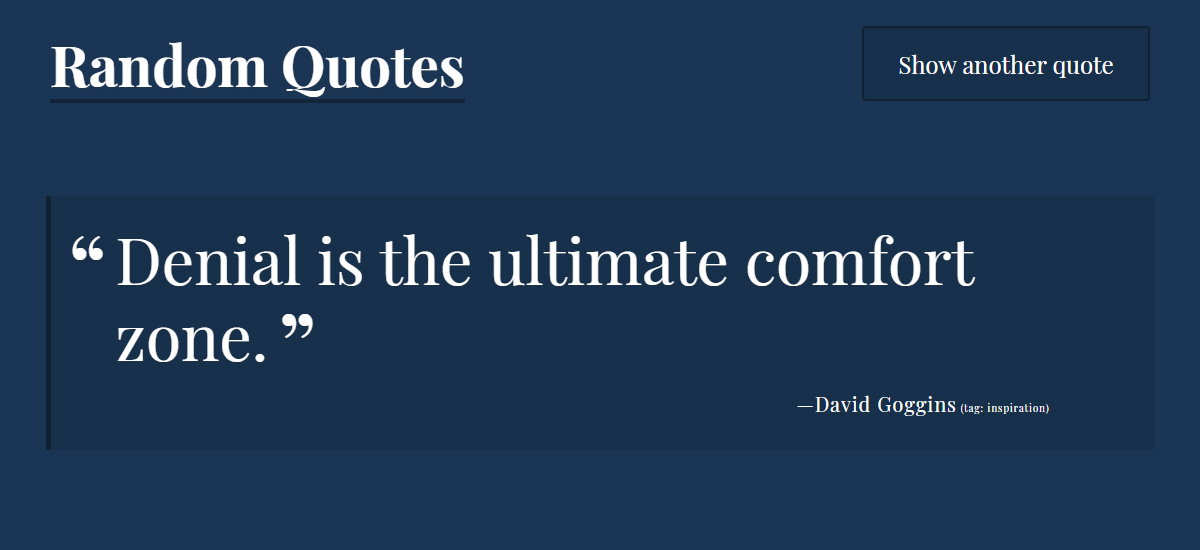 Random Quotes
Show another quote
“ Denial is the ultimate comfort
zone. ”
—David Goggins (tag: inspiration)